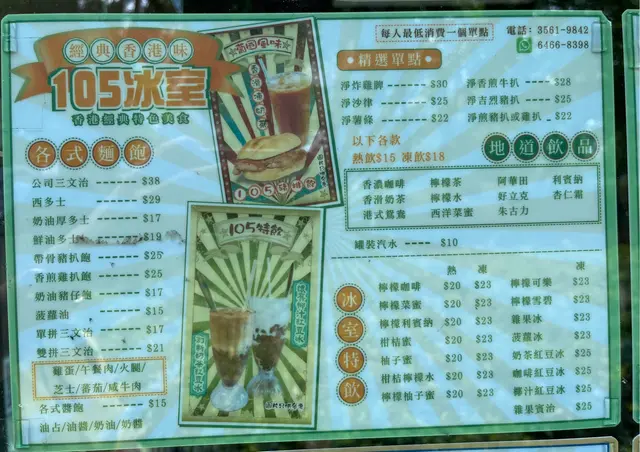 經典香港味
105冰室
香港經典特色美食
各式麵飽
公司三文治 ----- $38
西多士 ----- $29
奶油厚多士 ----- $17
鮮油多士 $19
帶骨豬扒飽 ----- $25
香煎雞扒飽 ----- $25
奶油豬仔飽 ----- $17
菠蘿油 ----- $15
單拼三文治 ----- $17
雙拼三文治 ----- $21
雞蛋/午餐肉/火腿/
芝士/蕃茄/咸牛肉
各式醬飽 ----- $15
油占/油醬/奶油/奶醬
105特飲
每人最低消費一個單點
電話: 3561-9842
6466-8398
精選單點
淨炸雞脾 ---- $30
淨沙律 ---- $25
淨薯條 ---- $22
淨香煎牛扒 ---- $28
淨吉烈豬扒 ---- $25
淨煎豬扒或雞扒 ---- $22
以下各款
熱飲$15 凍飲$18
地道飲品
香濃咖啡 檸檬茶 阿華田 利賓納
香滑奶茶 檸檬水 好立克 杏仁霜
港式鴛鴦 西洋菜蜜 朱古力
罐裝汽水 ---- $10
冰室特飲
熱 凍 凍
檸檬咖啡 $20 $23 檸檬可樂 $23
檸檬菜蜜 $20 $23 檸檬雪碧 $23
檸檬利賓納 $20 $23 雜果冰 $23
柑桔蜜 $20 $23 菠蘿冰 $23
柚子蜜 $20 $23 奶茶紅豆冰 $25
柑桔檸檬水 $20 $23 咖啡紅豆冰 $25
檸檬柚子蜜 $20 $23 椰汁紅豆冰 $25
雜果賓治 $25